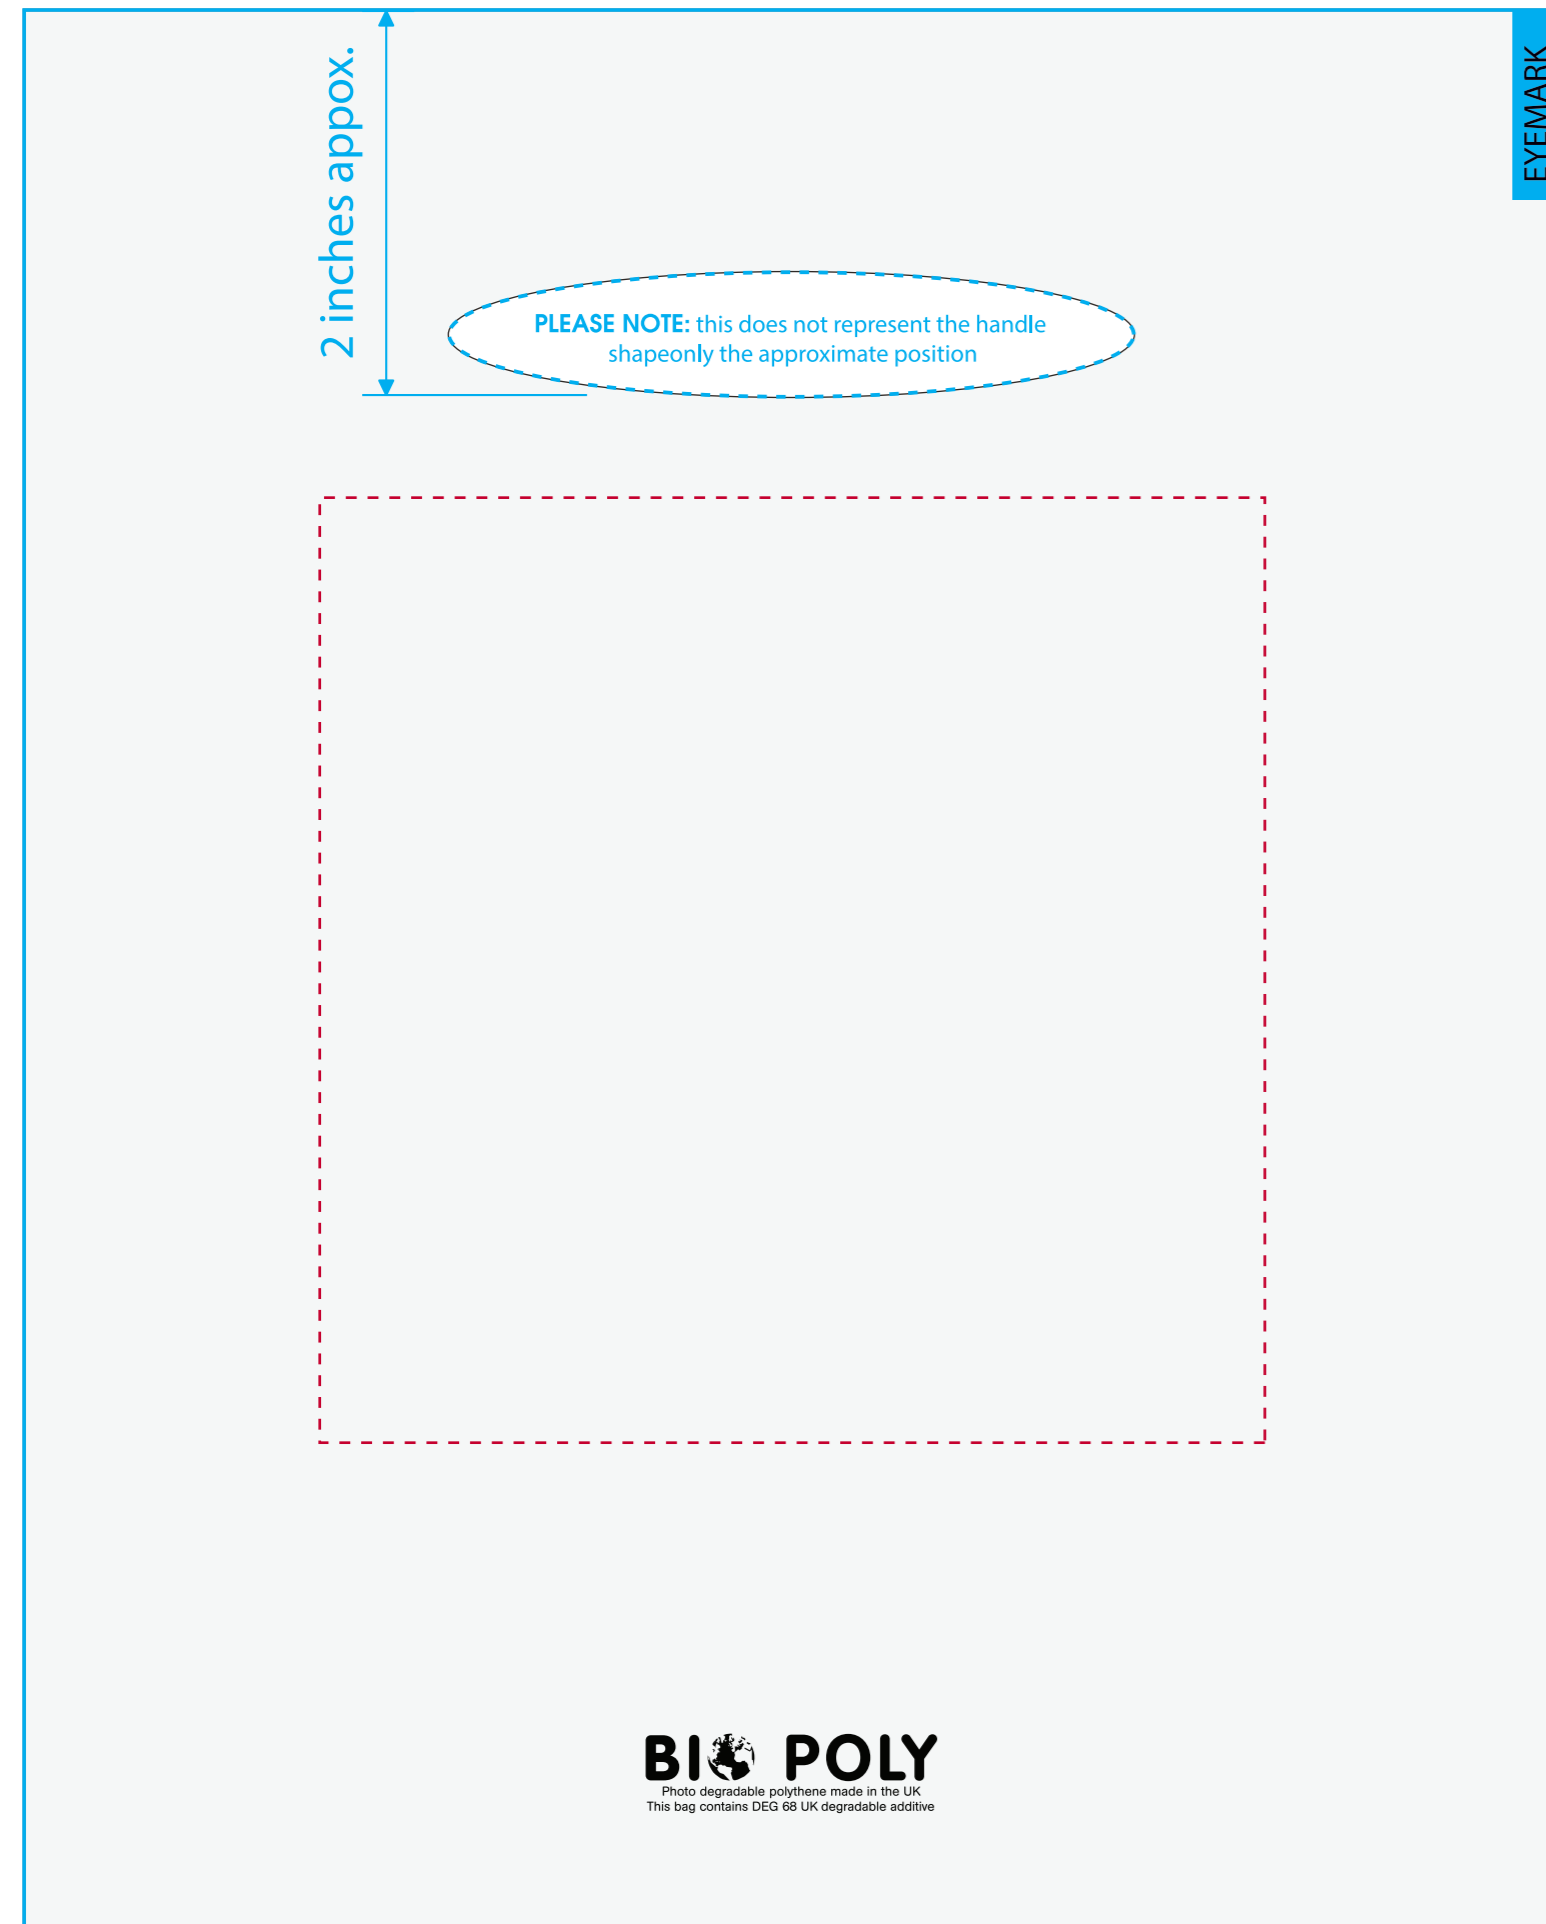 2 inches appox.
EYEMARK
PLEASE NOTE: this does not represent the handle
shapeonly the approximate position
BIO POLY
Photo degradable polythene made in the UK
This bag contains DEG 68 UK degradable additive